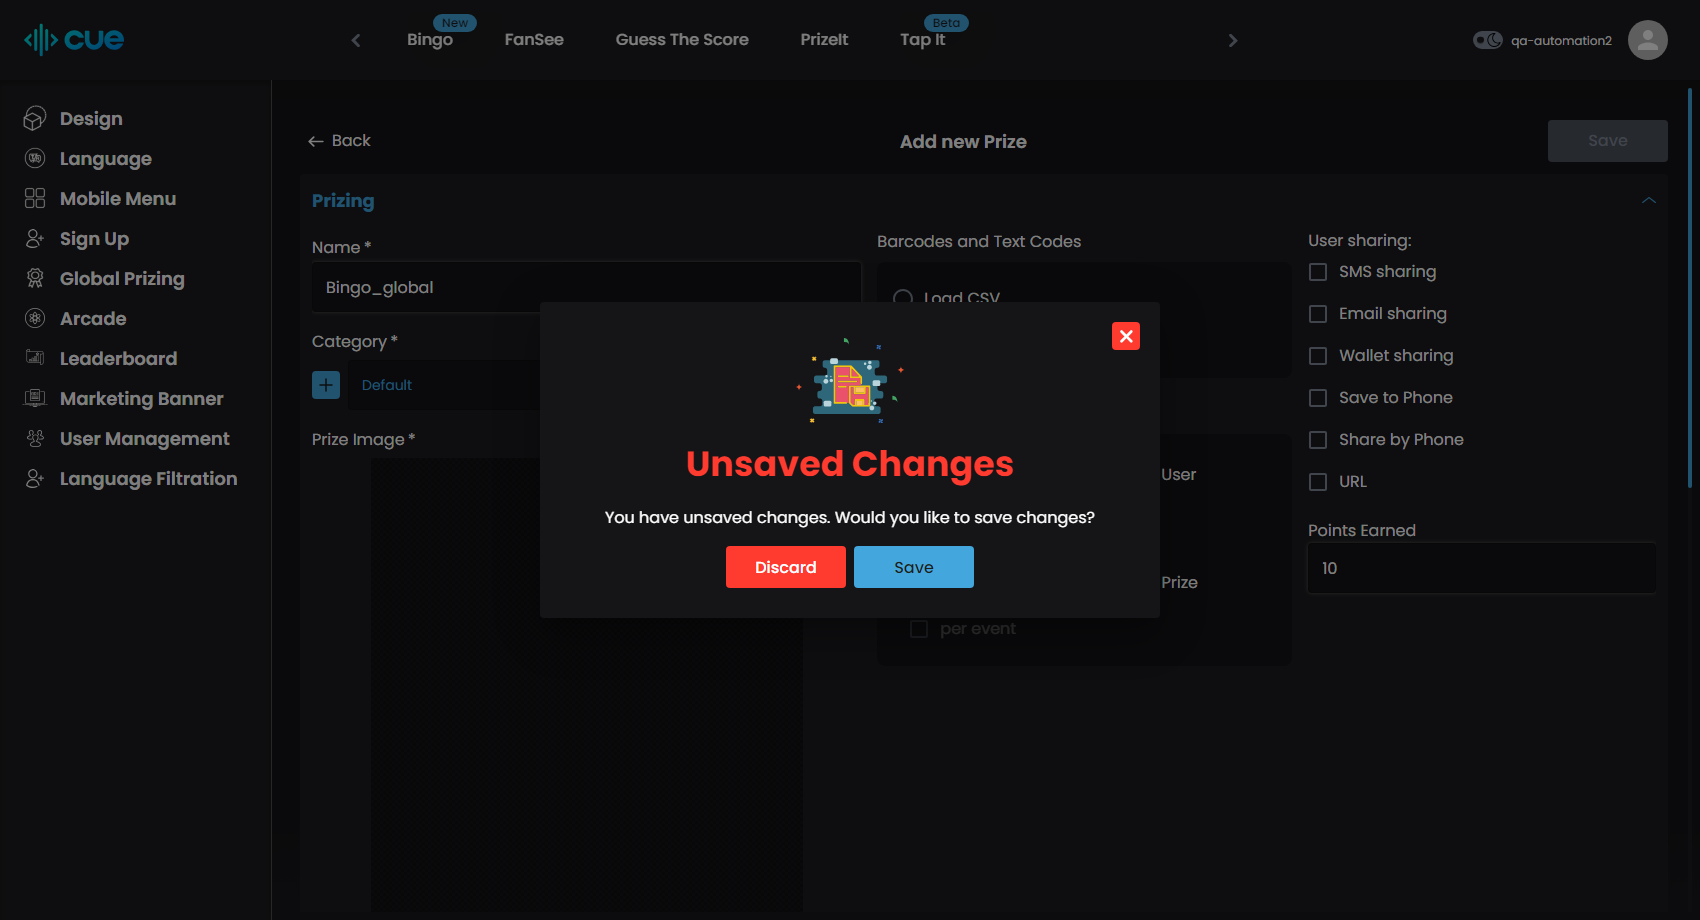 cue
Bingo
New
FanSee
Guess The Score
PrizeIt
Tap It
Beta
qa-automation2
Design
Language
Mobile Menu
Sign Up
Global Prizing
Arcade
Leaderboard
Marketing Banner
User Management
Language Filtration
Back
Add new Prize
Save
Prizing
Name *
Bingo_global
Category *
Default
Prize Image *
Barcodes and Text Codes
Load CSV
User
Prize
per event
User sharing:
SMS sharing
Email sharing
Wallet sharing
Save to Phone
Share by Phone
URL
Points Earned
10
Unsaved Changes
You have unsaved changes. Would you like to save changes?
Discard
Save